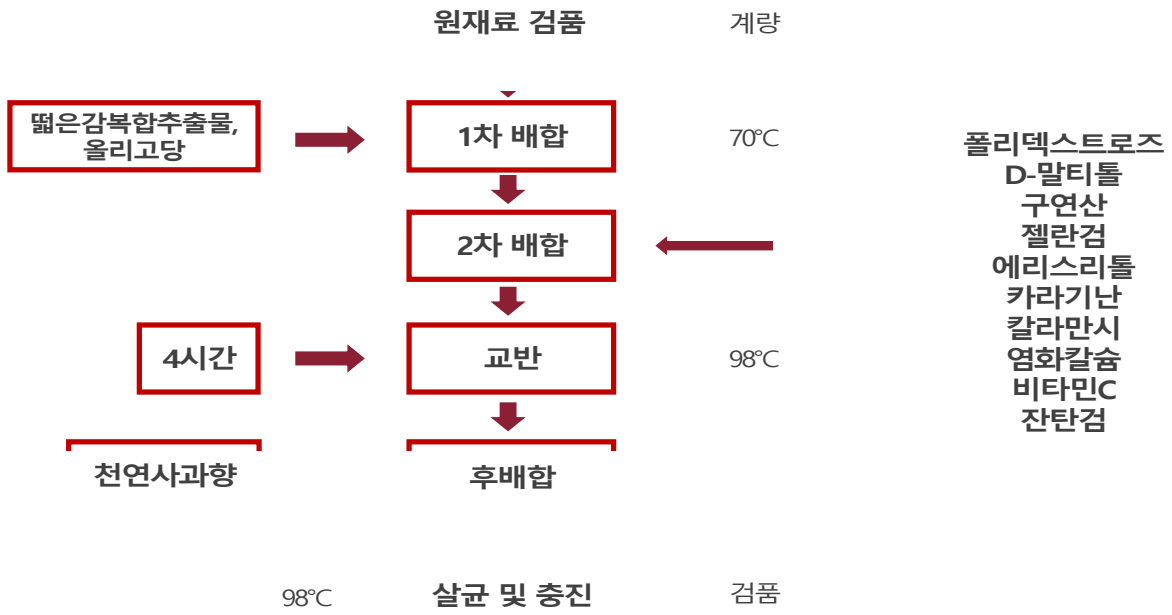 원재료 검품
계량
떫은감복합추출물,
올리고당
1차 배합
70℃
2차 배합
폴리덱스트로즈
D-말티톨
구연산
젤란검
에리스리톨
카라기난
칼라만시
염화칼슘
비타민C
잔탄검
4시간
교반
98℃
천연사과향
후배합
98℃
살균 및 충진
검품